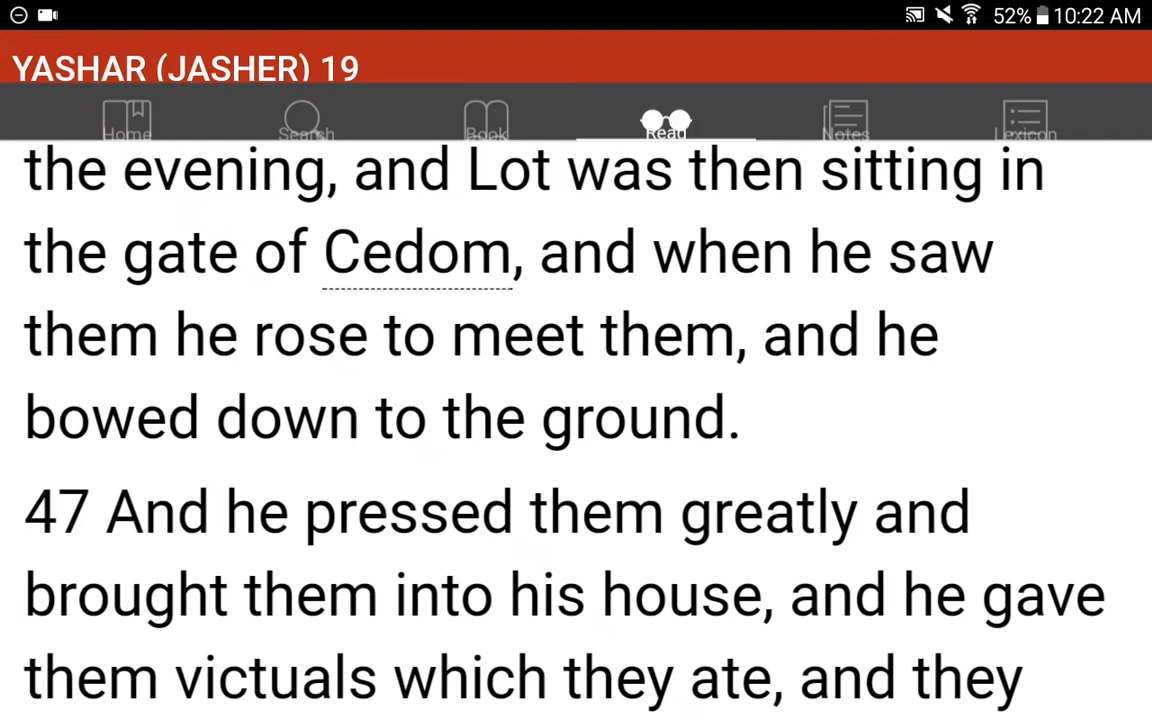 52% 10:22 AM
YASHAR (JASHER) 19
Home Search Book Read Notes Lexicon
the evening, and Lot was then sitting in
the gate of Cedom, and when he saw
them he rose to meet them, and he
bowed down to the ground.
47 And he pressed them greatly and
brought them into his house, and he gave
them victuals which they ate, and they